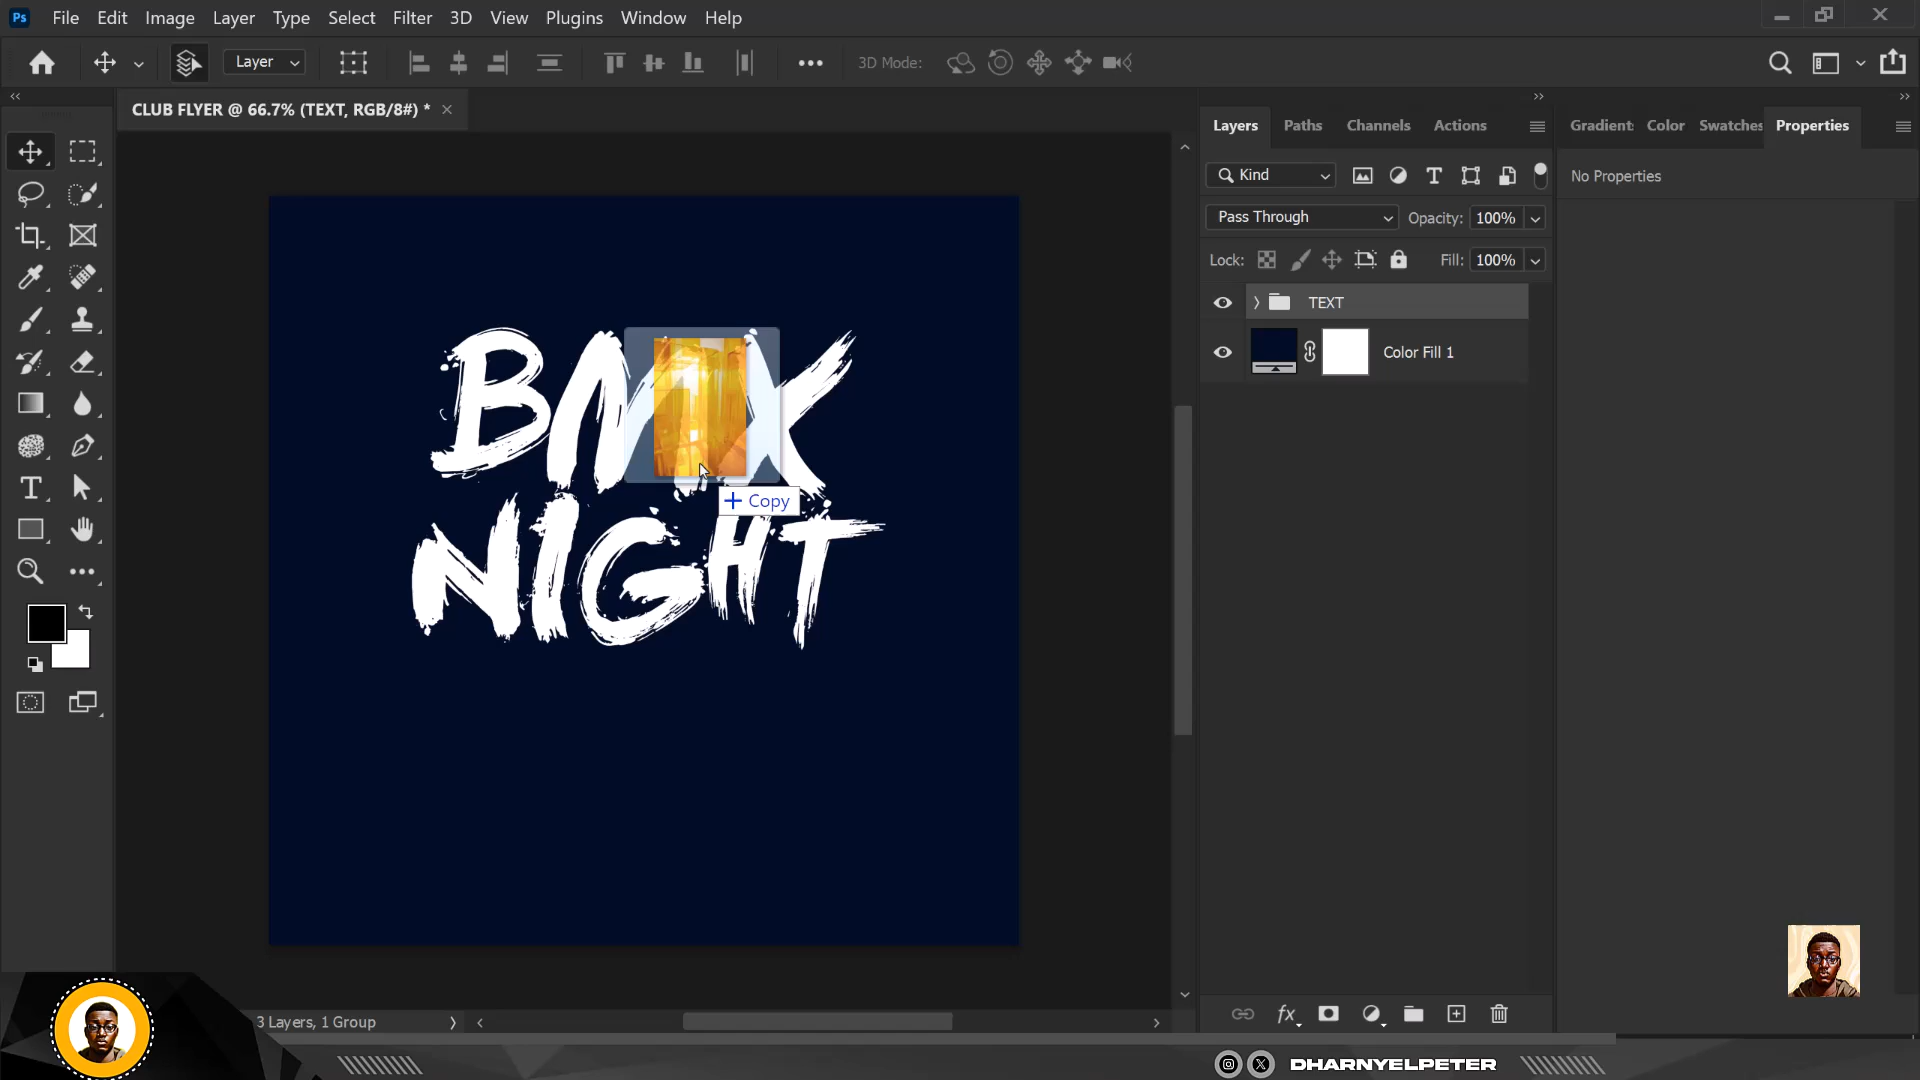 Ps File Edit Image Layer Type Select Filter 3D View Plugins Window Help
Layer 3D Mode:
CLUB FLYER @ 66.7% (TEXT, RGB/8#) *
Layers Paths Channels Actions
Gradient: Color Swatches Properties
Kind
No Properties
Pass Through Opacity: 100%
Lock: Fill: 100%
TEXT
Color Fill 1
Copy
NIGHT
3 Layers, 1 Group
fx
DHARNYELPETER